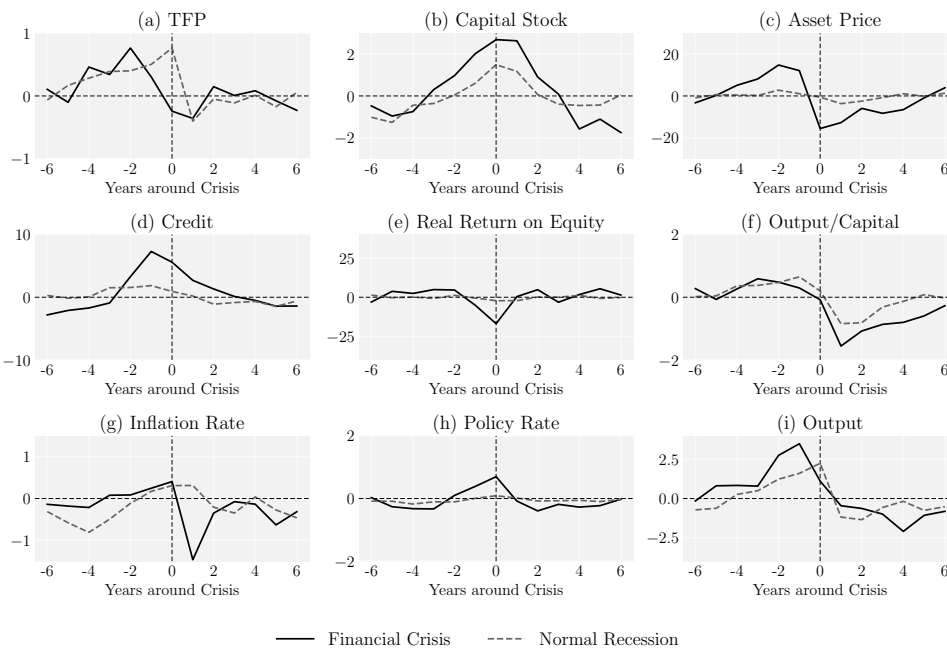 (a) TFP
(b) Capital Stock
(c) Asset Price
1
0
−1
2
0
−2
20
0
−20
-6 -4 -2 0 2 4 6
-6 -4 -2 0 2 4 6
-6 -4 -2 0 2 4 6
Years around Crisis
Years around Crisis
Years around Crisis
(d) Credit
(e) Real Return on Equity
(f) Output/Capital
10
0
−10
25
0
−25
2
0
−2
-6 -4 -2 0 2 4 6
-6 -4 -2 0 2 4 6
-6 -4 -2 0 2 4 6
Years around Crisis
Years around Crisis
Years around Crisis
(g) Inflation Rate
(h) Policy Rate
(i) Output
1
0
−1
2
0
−2
2.5
0.0
−2.5
-6 -4 -2 0 2 4 6
-6 -4 -2 0 2 4 6
-6 -4 -2 0 2 4 6
Years around Crisis
Years around Crisis
Years around Crisis
Financial Crisis
Normal Recession